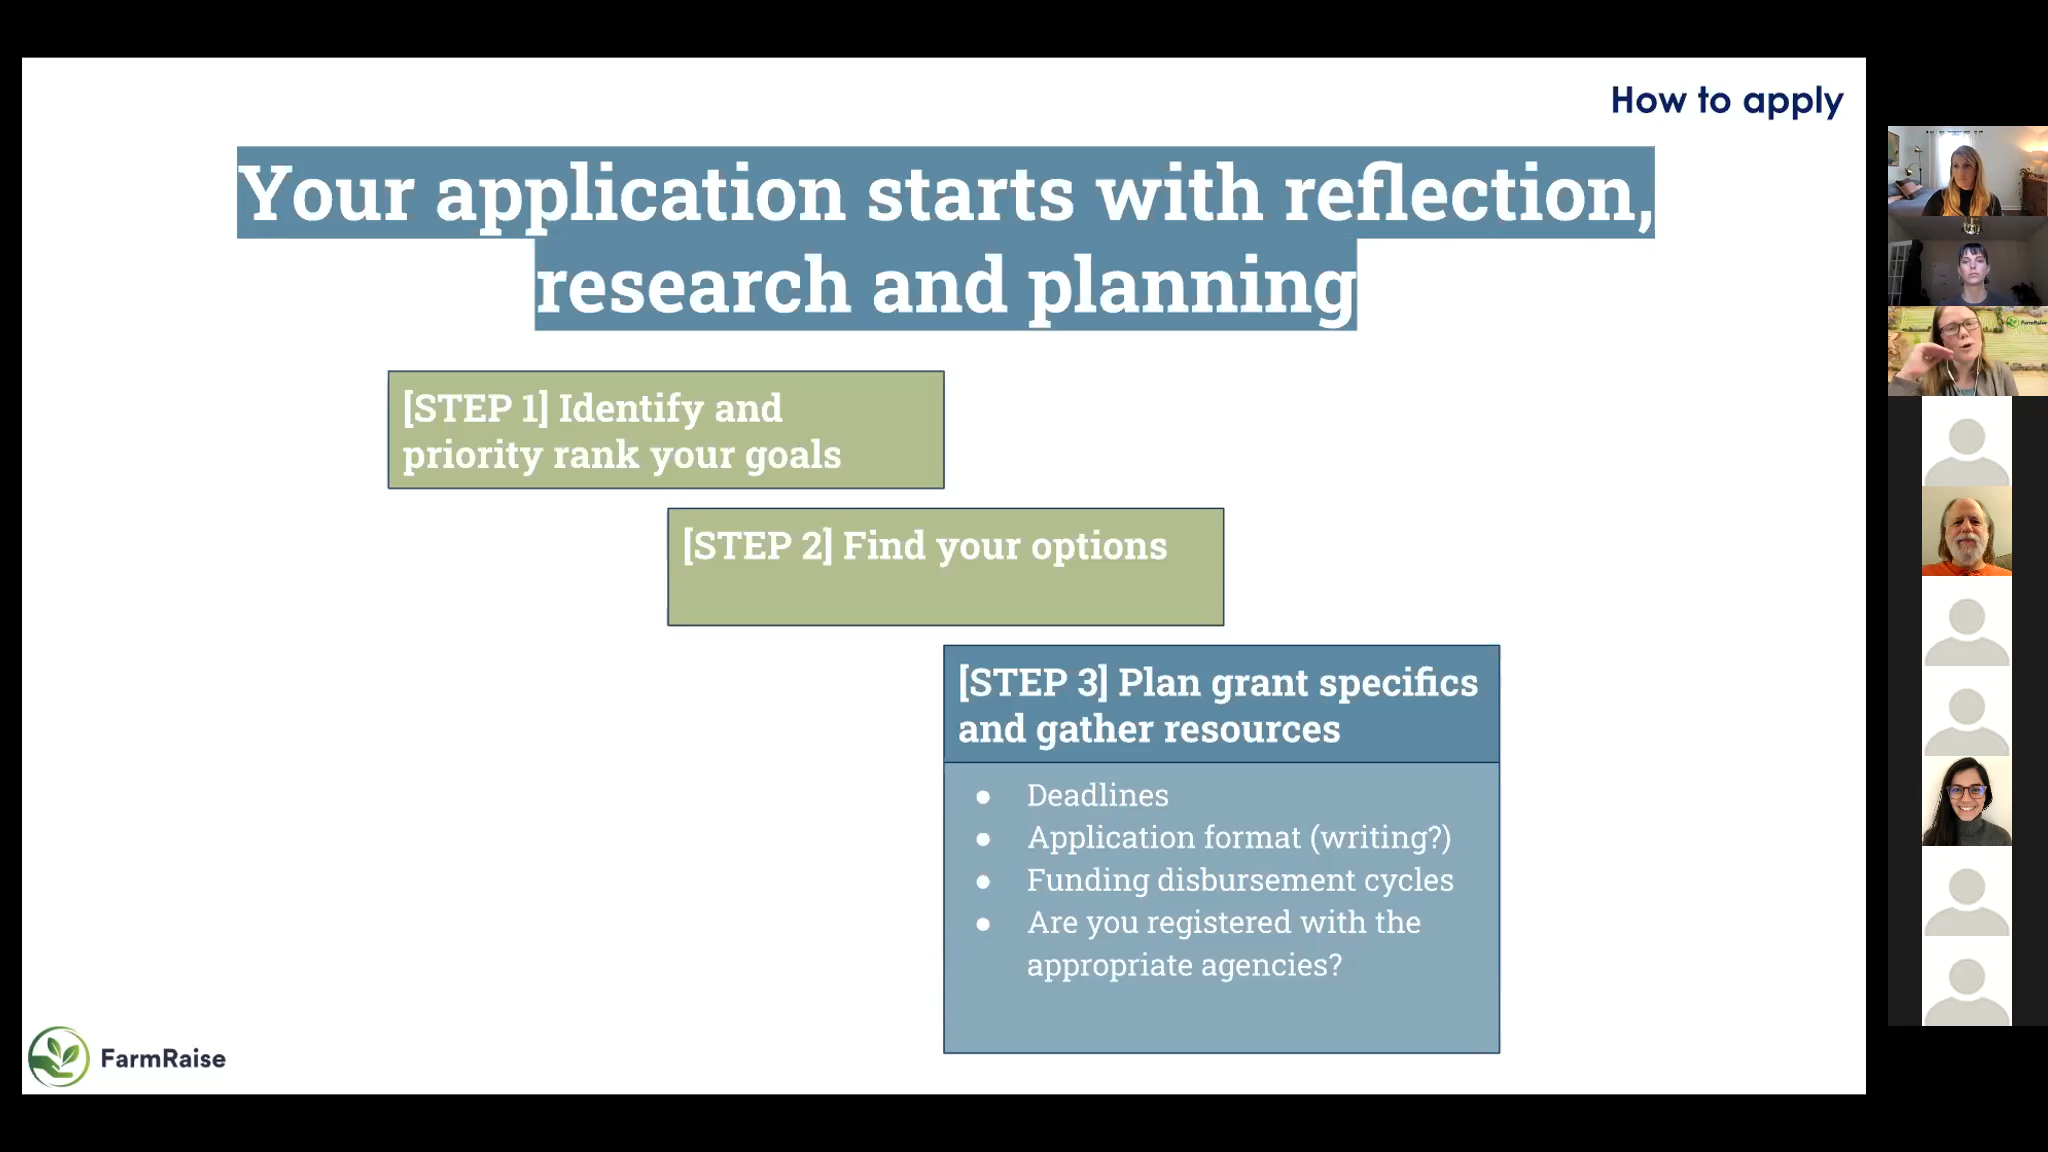 How to apply
Your application starts with reflection,
research and planning
[STEP 1] Identify and
priority rank your goals
[STEP 2] Find your options
[STEP 3] Plan grant specifics
and gather resources
● Deadlines
● Application format (writing?)
● Funding disbursement cycles
● Are you registered with the
appropriate agencies?
FarmRaise
FarmRaise